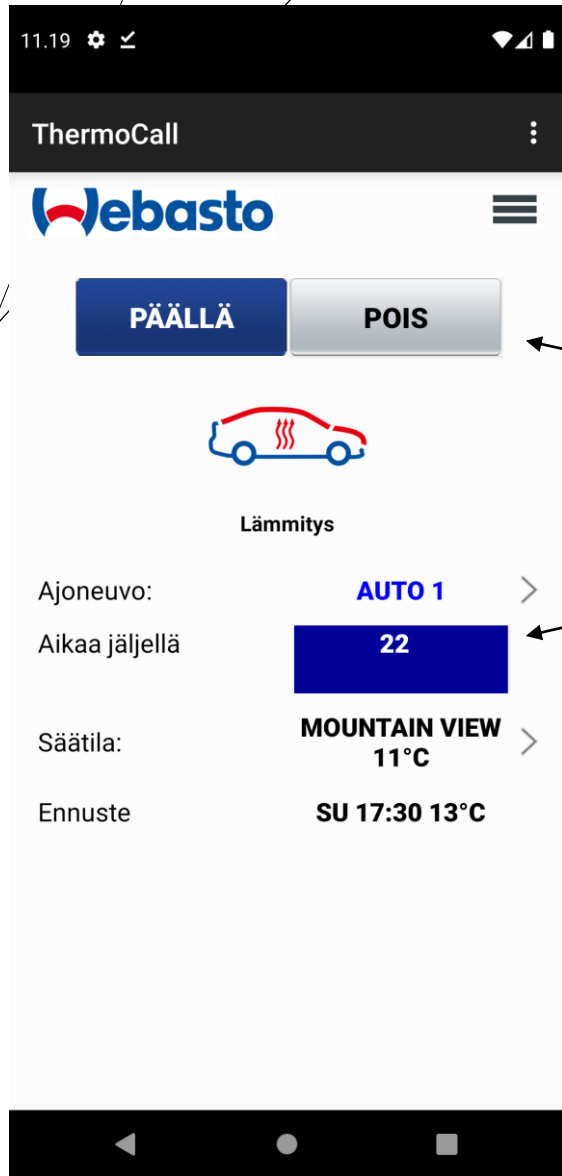 11.19
ThermoCall
Webasto
PÄÄLLÄ POIS
Lämmitys
Ajoneuvo: AUTO 1
Aikaa jäljellä 22
Säätila: MOUNTAIN VIEW
11°C
Ennuste SU 17:30 13°C